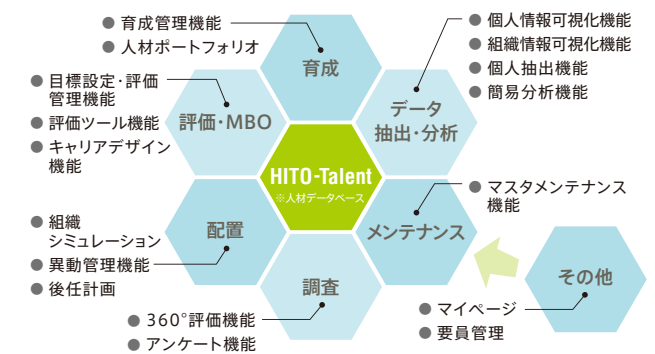 ● 育成管理機能
● 人材ポートフォリオ
育成
● 個人情報可視化機能
● 組織情報可視化機能
● 個人抽出機能
● 簡易分析機能
データ
抽出・分析
● 目標設定・評価
管理機能
● 評価ツール機能
● キャリアデザイン
機能
評価・MBO
HITO-Talent
※人材データベース
● マスタメンテナンス
機能
メンテナンス
● 組織
シミュレーション
● 異動管理機能
● 後任計画
配置
調査
● 360°評価機能
● アンケート機能
その他
● マイページ
● 要員管理